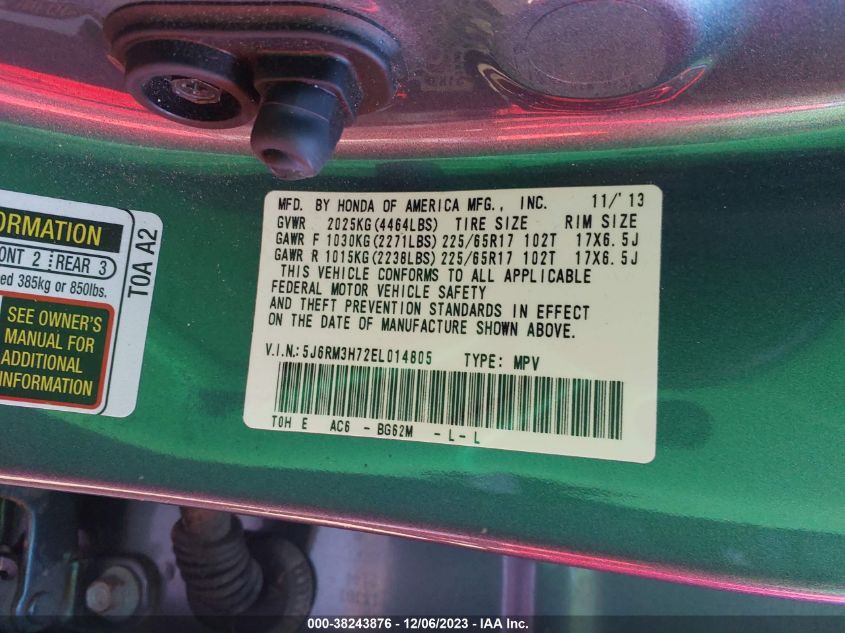 MFD. BY HONDA OF AMERICA MFG., INC. 11/'13
GVWR 2025KG(4464LBS) TIRE SIZE RIM SIZE
GAWR F 1030KG(2271LBS) 225/65R17 102T 17X6.5J
GAWR R 1015KG(2238LBS) 225/65R17 102T 17X6.5J
THIS VEHICLE CONFORMS TO ALL APPLICABLE
FEDERAL MOTOR VEHICLE SAFETY
AND THEFT PREVENTION STANDARDS IN EFFECT
ON THE DATE OF MANUFACTURE SHOWN ABOVE.
V.I.N.:5J6RM3H72EL014605 TYPE: MPV
T0H E AC6 - BG62M - L - L
ORMATION
ONT 2 REAR 3
ed 385kg or 850lbs.
SEE OWNER'S
MANUAL FOR
ADDITIONAL
INFORMATION
T0A A2
000-38243876 - 12/06/2023 - © IAA Inc.